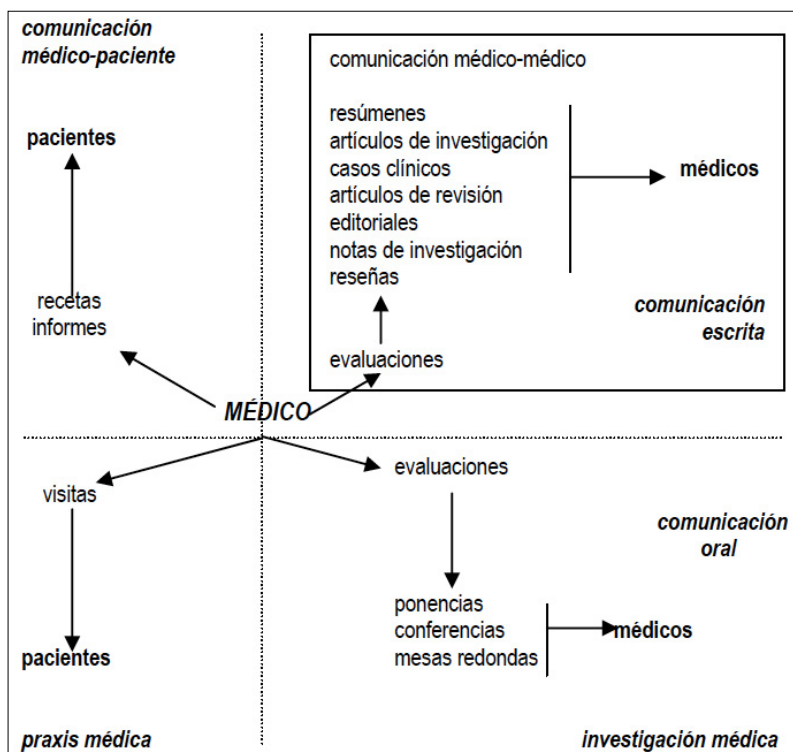 comunicación
médico-paciente
pacientes
recetas
informes
comunicación médico-médico
resúmenes
artículos de investigación
casos clínicos
artículos de revisión
editoriales
notas de investigación
reseñas
médicos
comunicación
escrita
evaluaciones
MÉDICO
visitas
pacientes
praxis médica
evaluaciones
comunicación
oral
ponencias
conferencias
mesas redondas
médicos
investigación médica